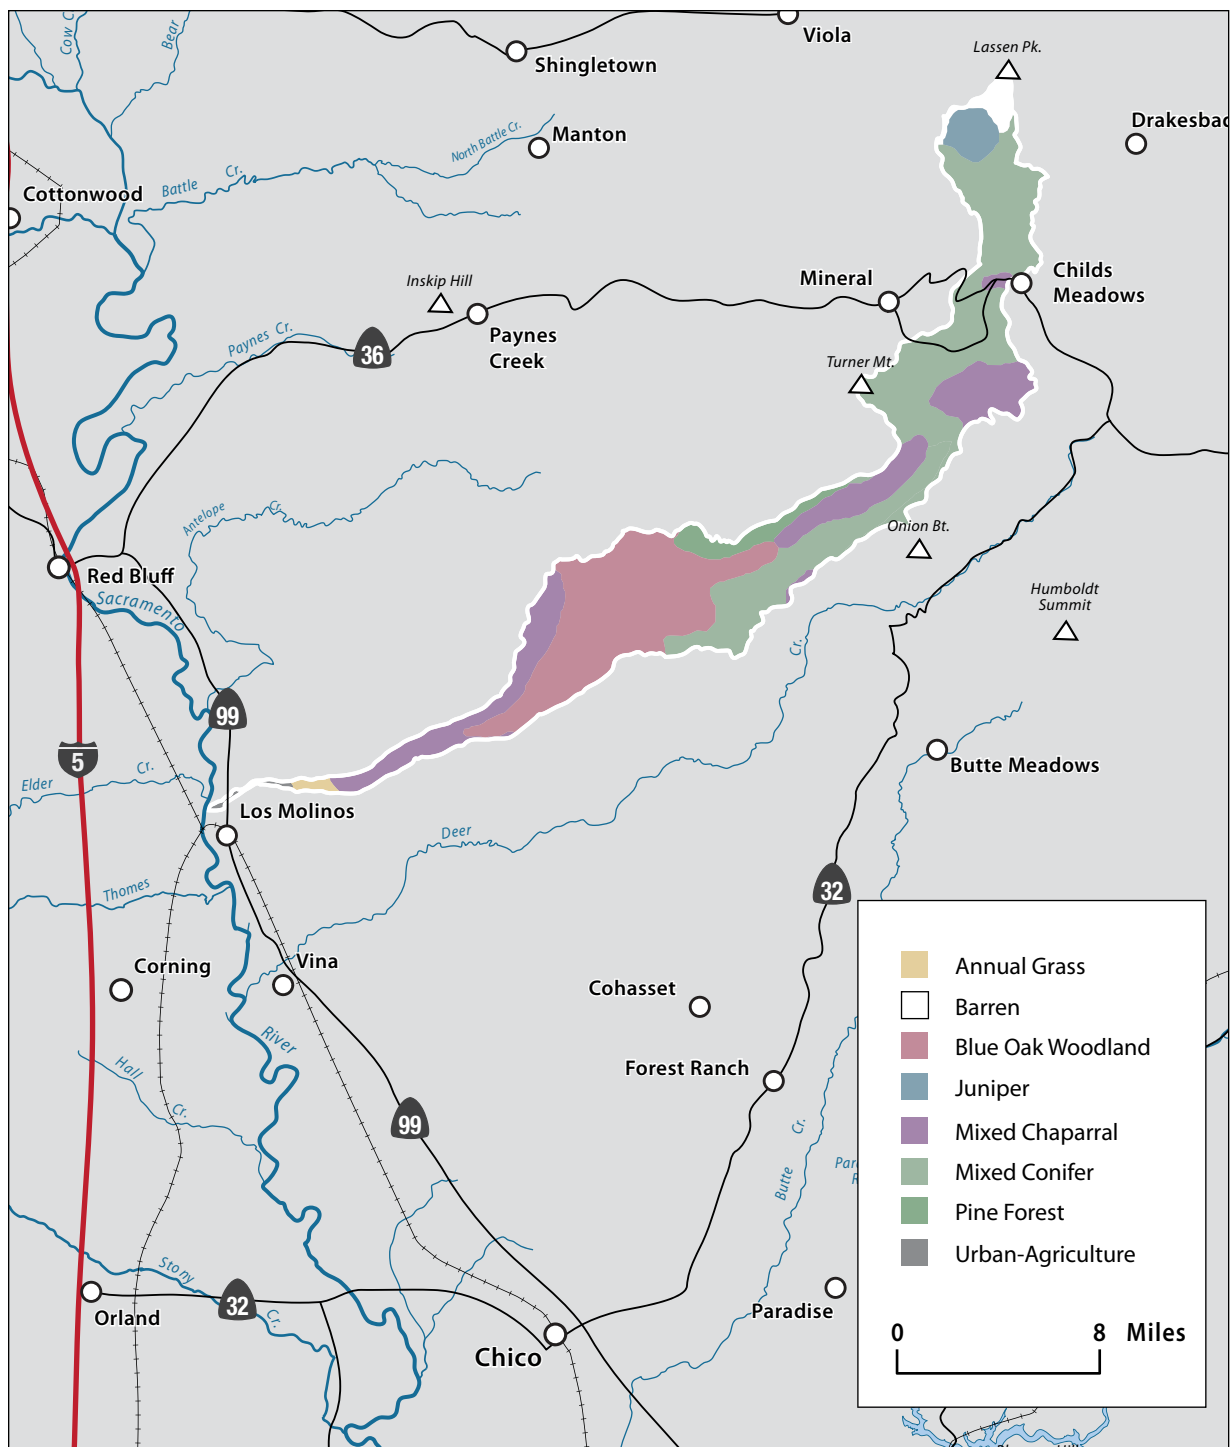 Lassen Pk.
Viola
Shingletown
Cow C
Bear
Manton
North Battle Cr.
Drakesbac
Battle Cr.
Cottonwood
Inskip Hill
Mineral
Childs
Meadows
Paynes Cr.
Paynes
Creek
36
Turner Mt.
Antelope Cr.
Onion Bt.
Red Bluff
Sacramento
Humboldt
Summit
Cr.
99
5
Elder Cr.
Butte Meadows
Los Molinos
Deer
Thomes
32
Corning
Vina
Cohasset
River
Forest Ranch
Hall Cr.
99
Cr.
Butte
Par
R
Stony Cr.
32
Orland
Paradise
Chico
Annual Grass
Barren
Blue Oak Woodland
Juniper
Mixed Chaparral
Mixed Conifer
Pine Forest
Urban-Agriculture
0 8 Miles